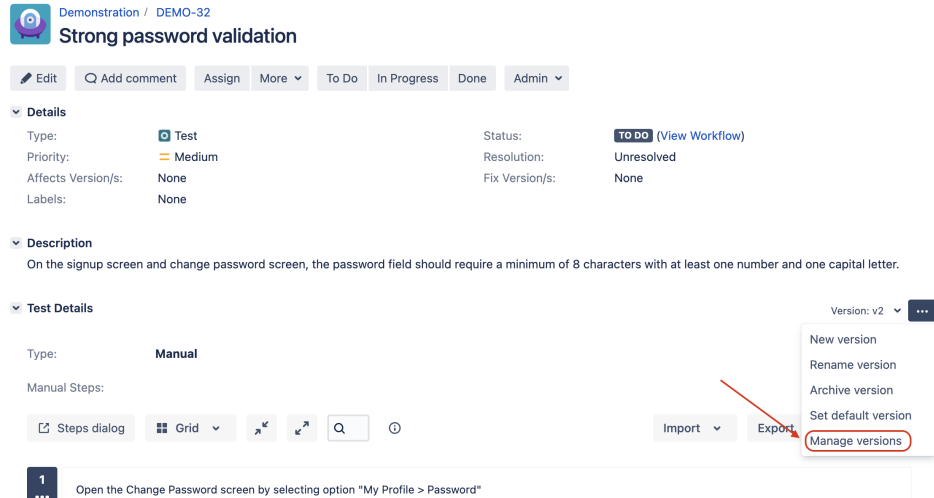 Demonstration / DEMO-32
Strong password validation
Edit Add comment Assign More To Do In Progress Done Admin
Details
Type: Test Status: TO DO (View Workflow)
Priority: Medium Resolution: Unresolved
Affects Version/s: None Fix Version/s: None
Labels: None
Description
On the signup screen and change password screen, the password field should require a minimum of 8 characters with at least one number and one capital letter.
Test Details Version: v2
New version
Type: Manual
Rename version
Manual Steps:
Archive version
Set default version
Steps dialog Grid Import Export
Manage versions
1
Open the Change Password screen by selecting option "My Profile > Password"